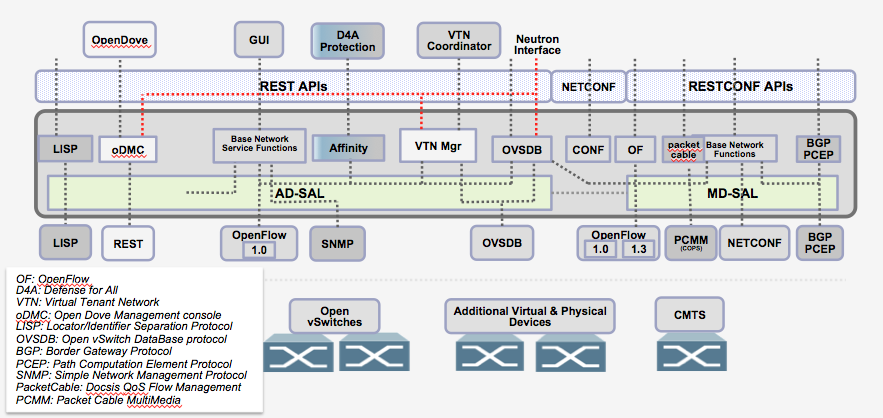 OpenDove
GUI
D4A
Protection
VTN
Coordinator
Neutron
Interface
REST APIs
NETCONF
RESTCONF APIs
LISP
oDMC
Base Network
Service Functions
Affinity
VTN Mgr
OVSDB
CONF
OF
packet
cable
Base Network
Functions
BGP
PCEP
AD-SAL
MD-SAL
LISP
REST
OpenFlow
1.0
SNMP
OVSDB
OpenFlow
1.0
1.3
PCMM
(COPS)
NETCONF
BGP
PCEP
OF: OpenFlow
D4A: Defense for All
VTN: Virtual Tenant Network
oDMC: Open Dove Management console
LISP: Locator/Identifier Separation Protocol
OVSDB: Open vSwitch DataBase protocol
BGP: Border Gateway Protocol
PCEP: Path Computation Element Protocol
SNMP: Simple Network Management Protocol
PacketCable: Docsis QoS Flow Management
PCMM: Packet Cable MultiMedia
Open
vSwitches
Additional Virtual & Physical
Devices
CMTS